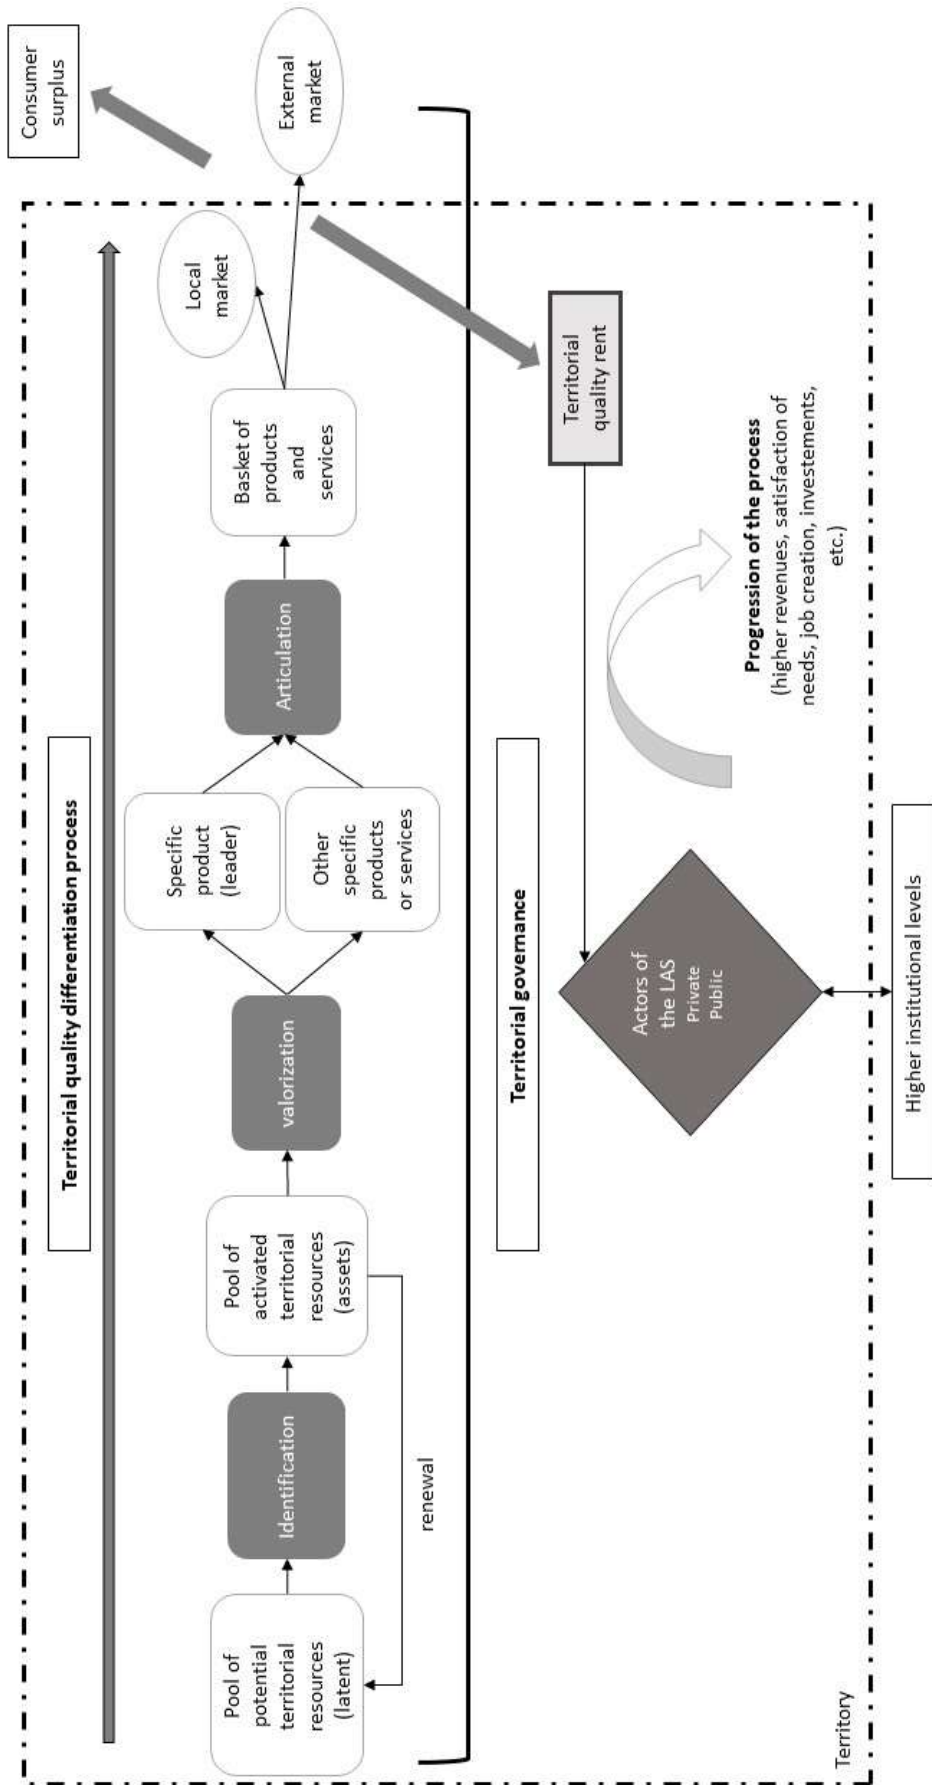 Consumer
surplus
Territorial quality differentiation process
Pool of
potential
territorial
resources
(latent)
Identification
Pool of
activated
territorial
resources
(assets)
renewal
valorization
Specific
product
(leader)
Other
specific
products
or services
Articulation
Basket of
products
and
services
Local
market
External
market
Territorial governance
Actors of
the LAS
Private
Public
Territorial
quality rent
Progression of the process
(higher revenues, satisfaction of
needs, job creation, investements,
etc.)
Territory
Higher institutional levels